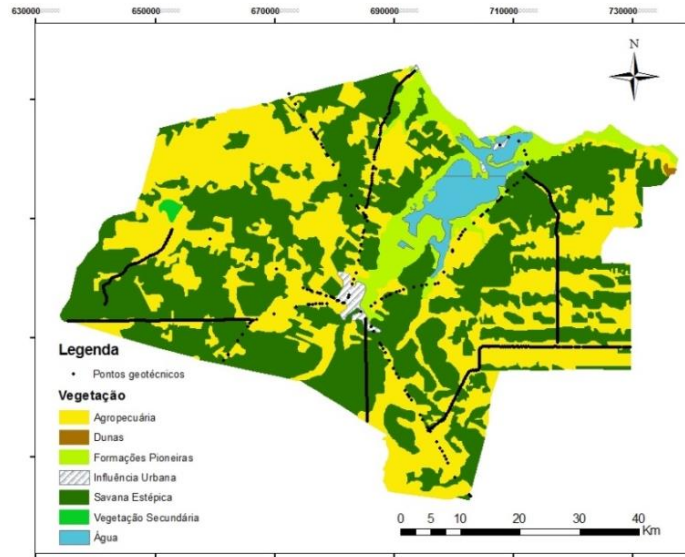 630000 650000 670000 690000 710000 730000
N
Legenda
Pontos geotécnicos
Vegetação
Agropecuária
Dunas
Formações Pioneiras
Influência Urbana
Savana Estépica
Vegetação Secundária
Água
0 5 10 20 30 40
Km